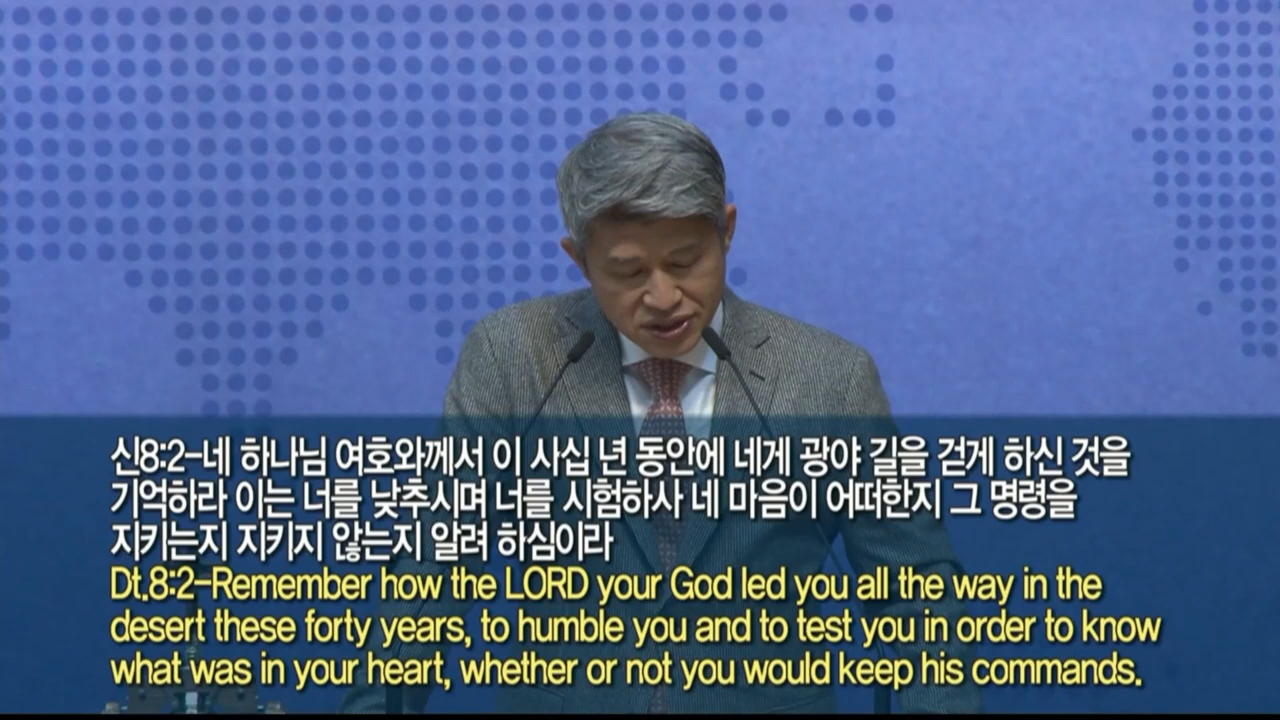 신8:2-네 하나님 여호와께서 이 사십 년 동안에 네게 광야 길을 걷게 하신 것을
기억하라 이는 너를 낮추시며 너를 시험하사 네 마음이 어떠한지 그 명령을
지키는지 지키지 않는지 알려 하심이라
Dt.8:2-Remember how the LORD your God led you all the way in the
desert these forty years, to humble you and to test you in order to know
what was in your heart, whether or not you would keep his commands.